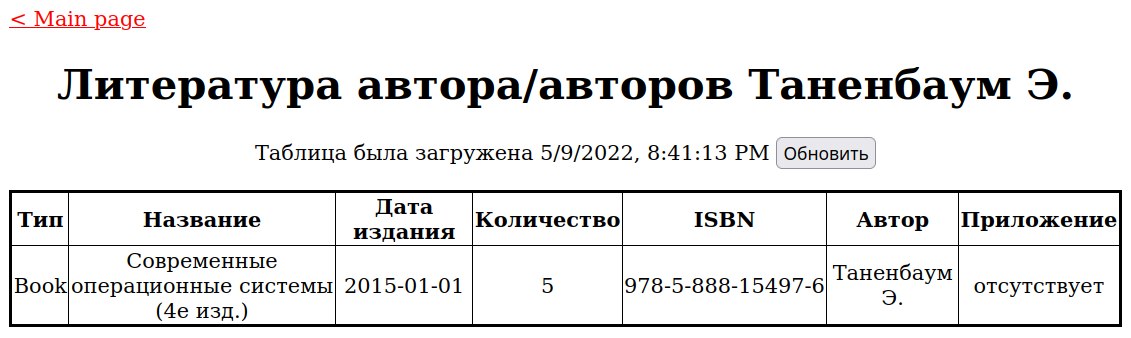 < Main page
Литература автора/авторов Таненбаум Э.
Таблица была загружена 5/9/2022, 8:41:13 PM Обновить
Тип Название Дата издания Количество ISBN Автор Приложение
Book Современные операционные системы (4е изд.) 2015-01-01 5 978-5-888-15497-6 Таненбаум Э. отсутствует